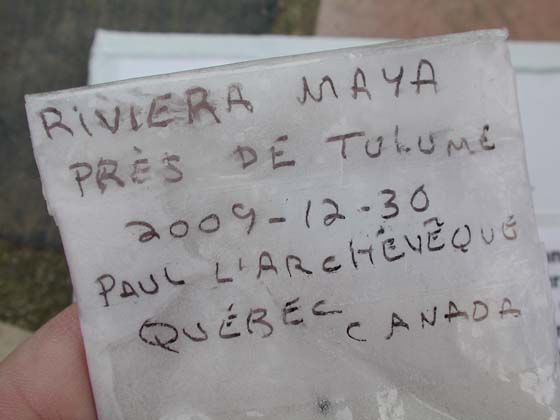 RIVIERA MAYA
PRÈS DE TULUME
2009-12-30
PAUL L'ARCHÉVÊQUE
QUÉBEC CANADA